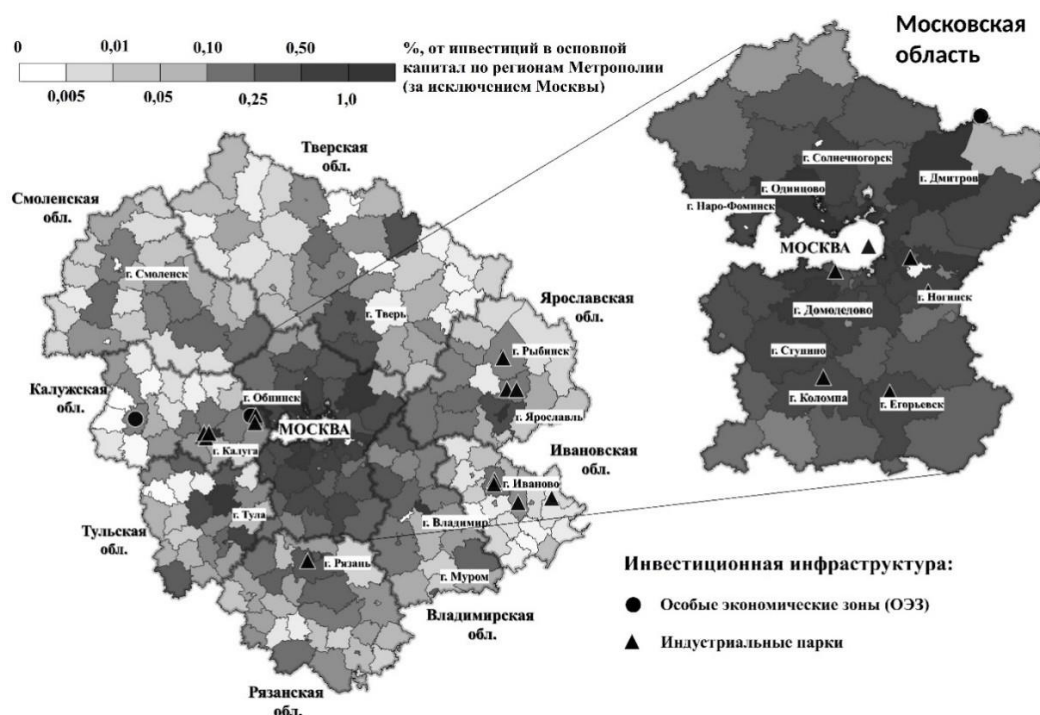 0 0,01 0,10 0,50
0,005 0,05 0,25 1,0
%, от инвестиций в основной
капитал по регионам Метрополии
(за исключением Москвы)
Московская
область
Тверская
обл.
Смоленская
обл.
г. Смоленск
г. Тверь
Ярославская
обл.
г. Рыбинск
г. Ярославль
Калужская
обл.
г. Обнинск
МОСКВА
г. Калуга
Ивановская
обл.
г. Иваново
Тульская
обл.
г. Тула
г. Владимир
г. Рязань
г. Муром
Владимирская
обл.
Рязанская
обл.
г. Солнечногорск
г. Дмитров
г. Одинцово
г. Наро-Фоминск
МОСКВА
г. Ногинск
г. Домодедово
г. Ступино
г. Коломна
г. Егорьевск
Инвестиционная инфраструктура:
Особые экономические зоны (ОЭЗ)
Индустриальные парки